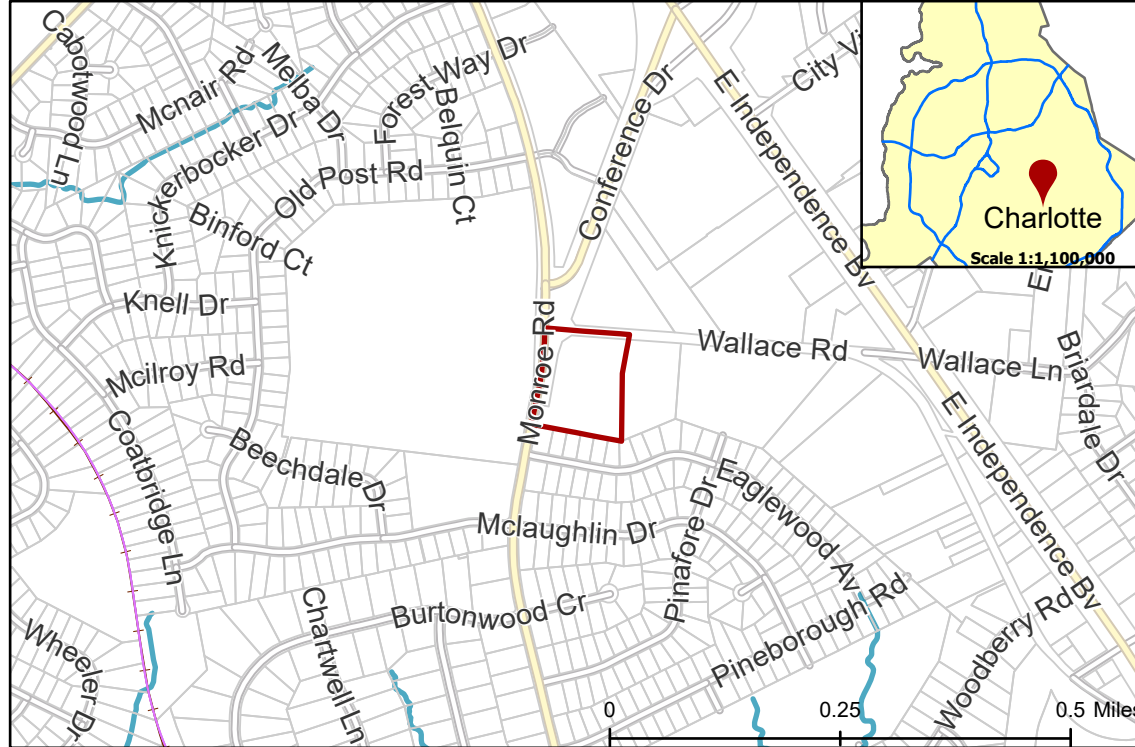 Cabotwood Ln
Mcnair Rd
Melba Dr
Forest Way Dr
Belquin Ct
Knickerbocker Dr
Old Post Rd
Binford Ct
Conference Dr
E Independence Bv
City
Charlotte
Scale 1:1,100,000
Knell Dr
Mcilroy Rd
Monroe Rd
Wallace Rd
Wallace Ln
Briardale Dr
Coatbridge Ln
Beechdale Dr
Mclaughlin Dr
Pinafore Dr
Eaglewood Av
E Independence Bv
Burtonwood Cr
Chartwell Ln
Wheeler Dr
Pineborough Rd
Woodberry Rd
0 0.25 0.5 Miles